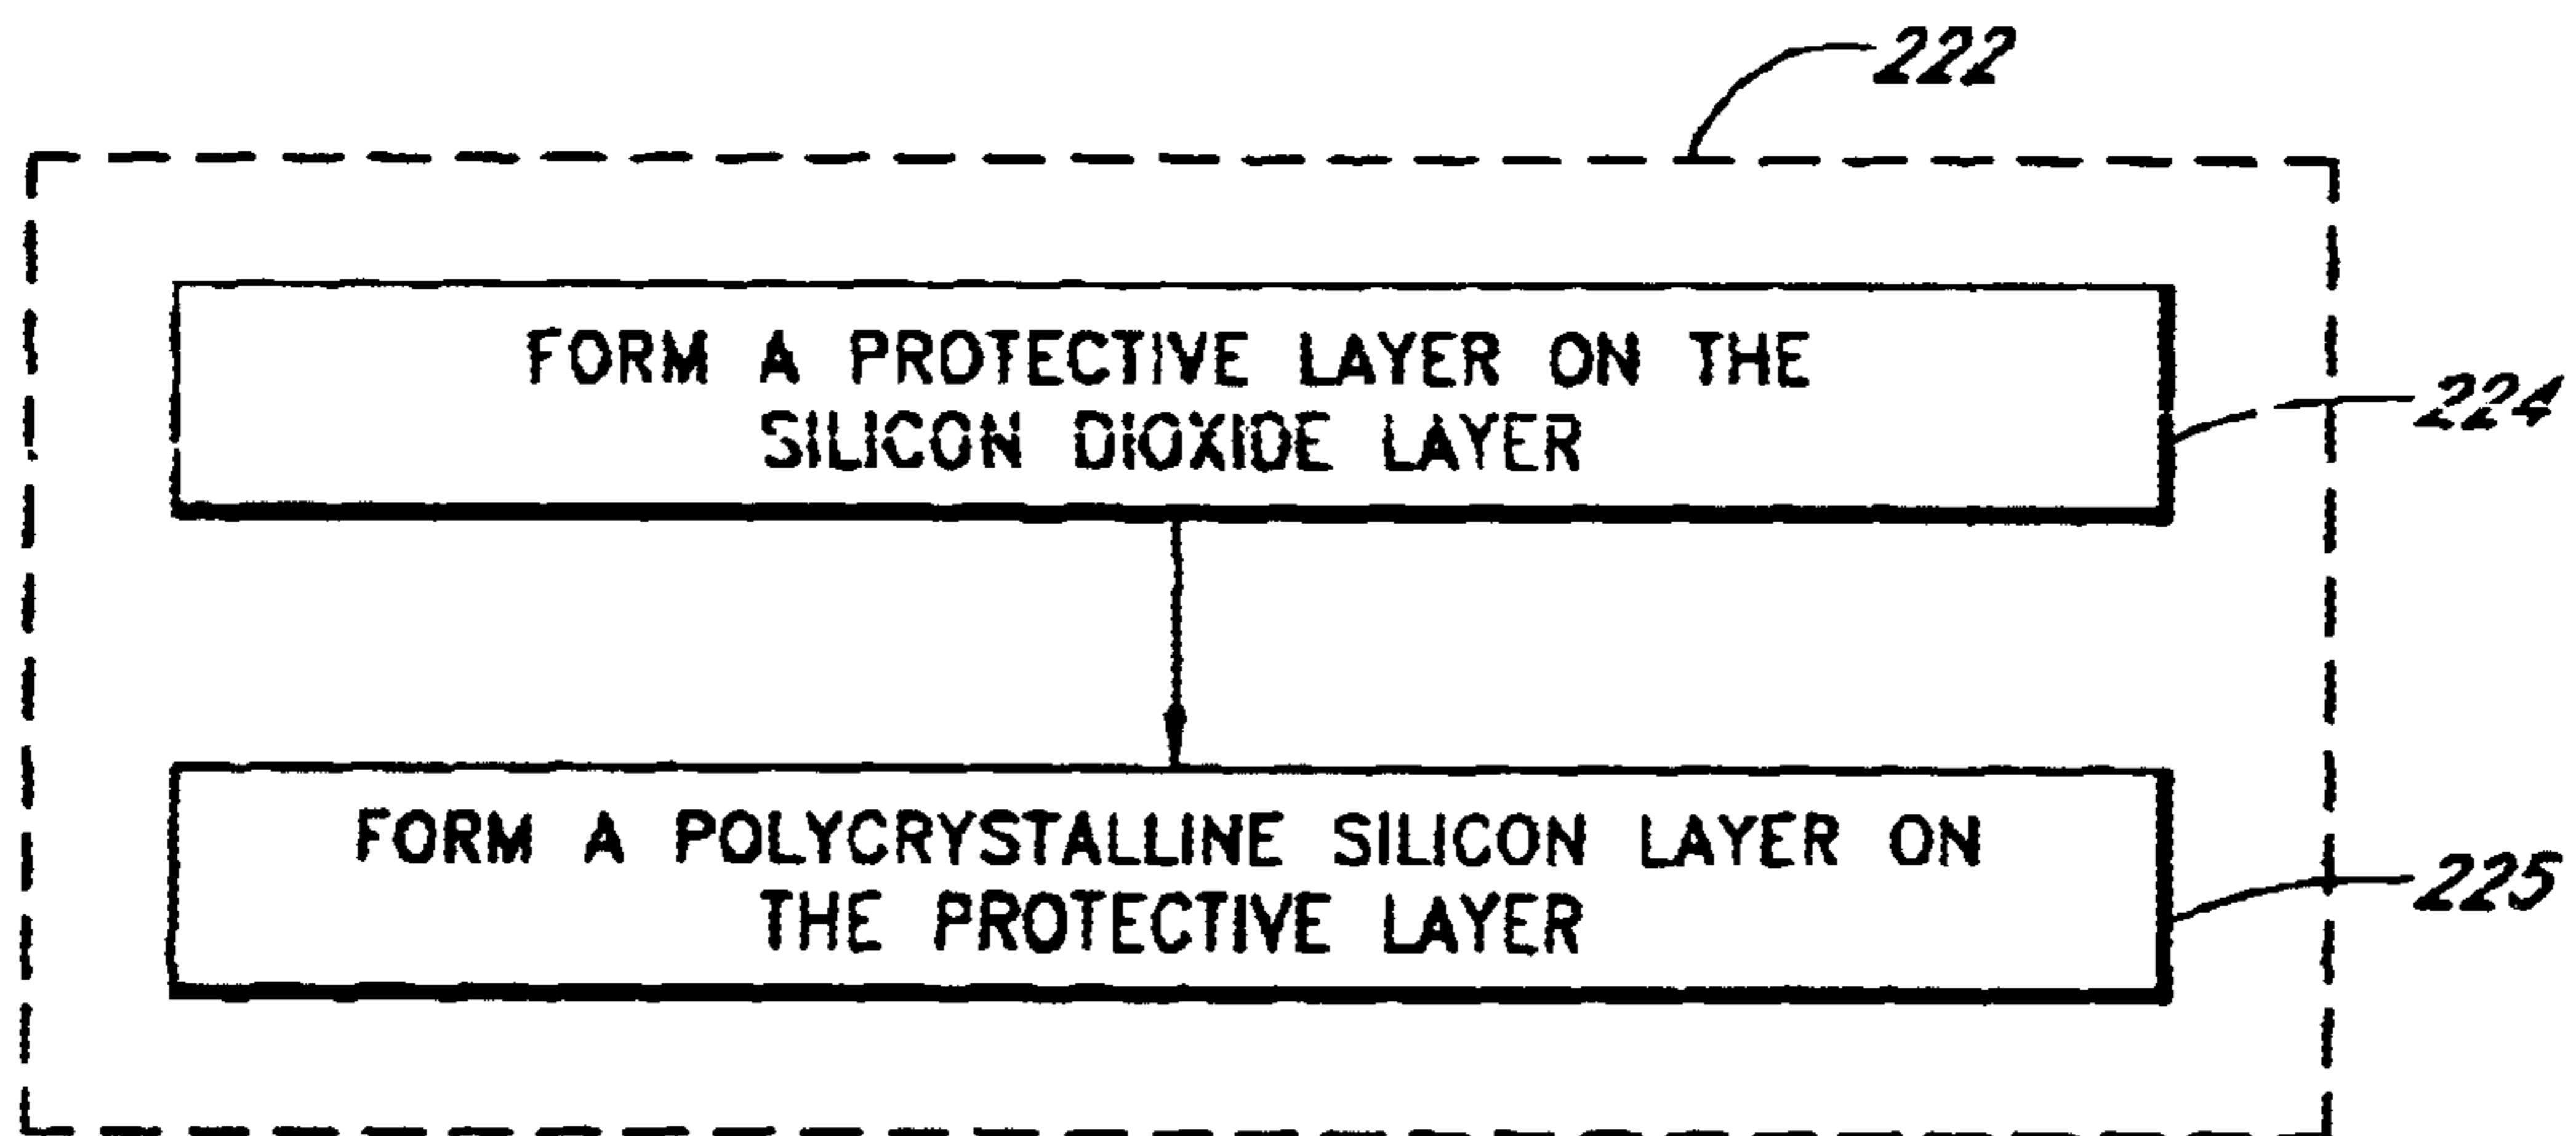 222
FORM A PROTECTIVE LAYER ON THE
SILICON DIOXIDE LAYER
224
FORM A POLYCRYSTALLINE SILICON LAYER ON
THE PROTECTIVE LAYER
225